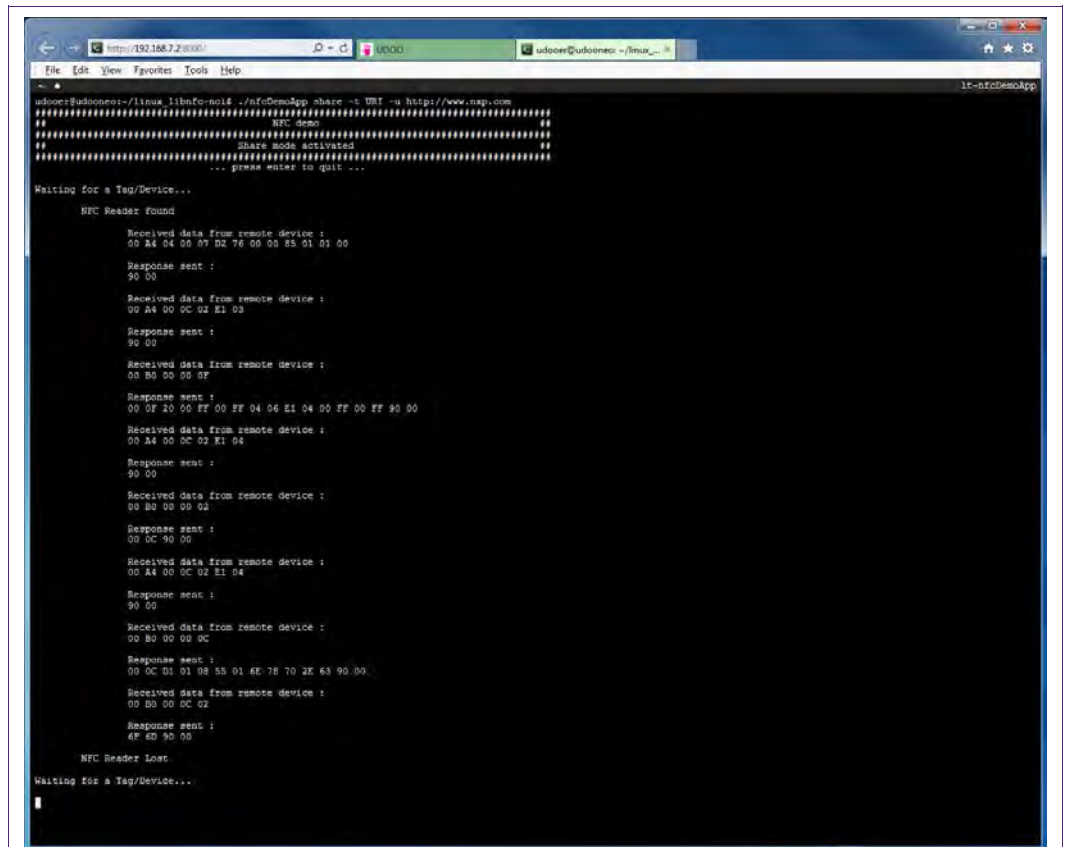 http://192.168.7.2:8000/
UDOO
udooer@udooneo: ~/linux_...
File Edit View Favorites Tools Help
lt-nfcDemoApp
udooer@udooneo:~/linux_libnfc-nci$ ./nfcDemoApp share -t URI -u http://www.nxp.com
##                                       NFC demo                                       ##
##                                 Share mode activated                                 ##
... press enter to quit ...
Waiting for a Tag/Device...
NFC Reader found
Received data from remote device :
00 A4 04 00 07 D2 76 00 00 85 01 01 00
Response sent :
90 00
Received data from remote device :
00 A4 00 0C 02 E1 03
Response sent :
90 00
Received data from remote device :
00 B0 00 00 0F
Response sent :
00 0F 20 00 FF 00 FF 04 06 E1 04 00 FF 00 FF 90 00
Received data from remote device :
00 A4 00 0C 02 E1 04
Response sent :
90 00
Received data from remote device :
00 B0 00 00 02
Response sent :
00 0C 90 00
Received data from remote device :
00 A4 00 0C 02 E1 04
Response sent :
90 00
Received data from remote device :
00 B0 00 00 0C
Response sent :
00 0C D1 01 08 55 01 6E 78 70 2E 63 90 00
Received data from remote device :
00 B0 00 0C 02
Response sent :
6F 6D 90 00
NFC Reader Lost
Waiting for a Tag/Device...